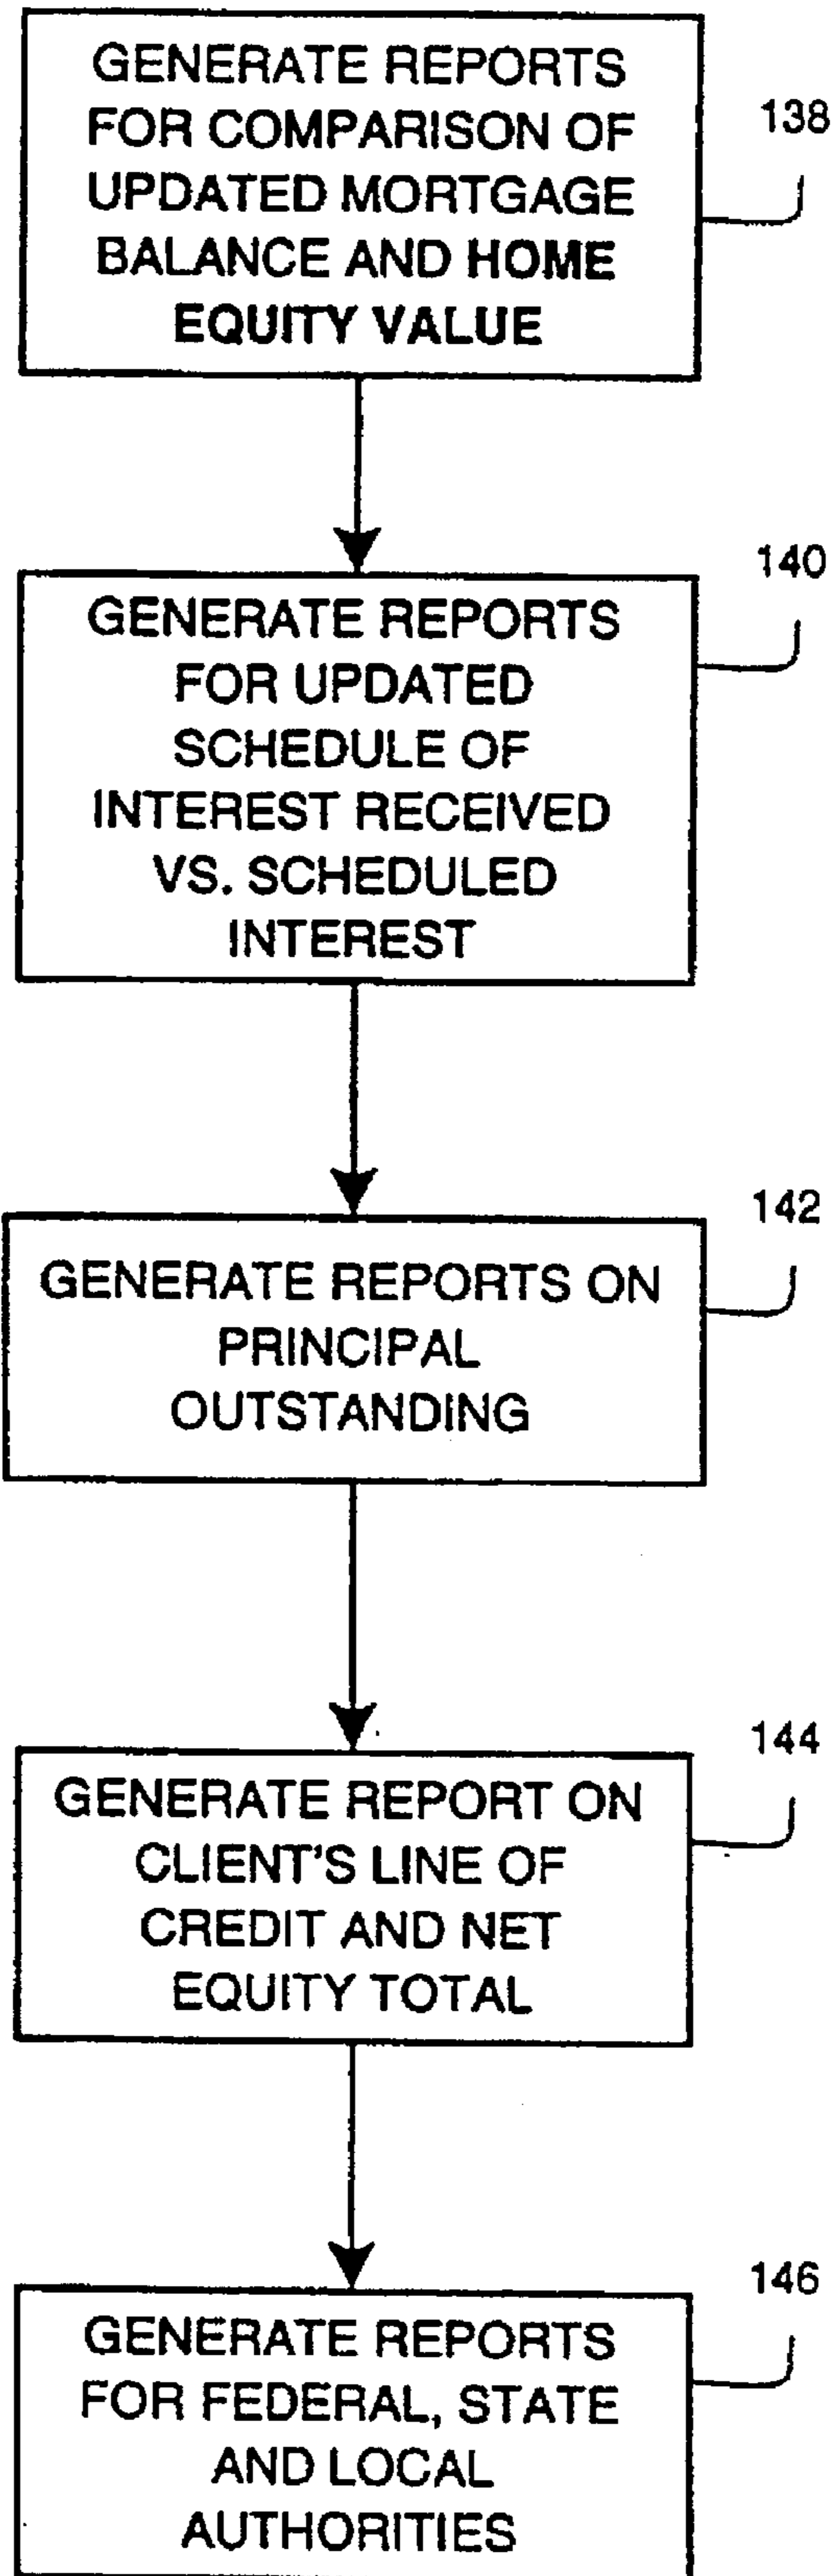 GENERATE REPORTS
FOR COMPARISON OF
UPDATED MORTGAGE
BALANCE AND HOME
EQUITY VALUE
138
GENERATE REPORTS
FOR UPDATED
SCHEDULE OF
INTEREST RECEIVED
VS. SCHEDULED
INTEREST
140
GENERATE REPORTS ON
PRINCIPAL
OUTSTANDING
142
GENERATE REPORT ON
CLIENT'S LINE OF
CREDIT AND NET
EQUITY TOTAL
144
GENERATE REPORTS
FOR FEDERAL, STATE
AND LOCAL
AUTHORITIES
146